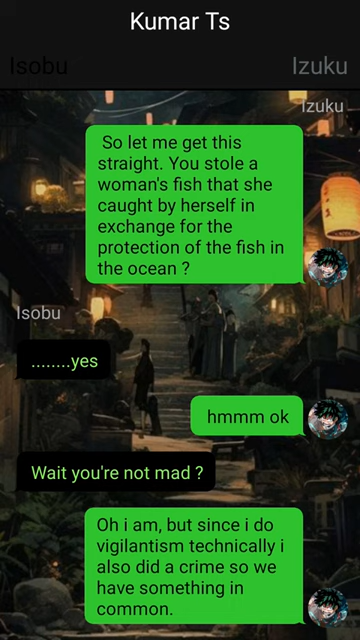 Kumar Ts
Isobu
Izuku
Izuku
So let me get this
straight. You stole a
woman's fish that she
caught by herself in
exchange for the
protection of the fish in
the ocean ?
Isobu
........yes
hmmm ok
Wait you're not mad ?
Oh i am, but since i do
vigilantism technically i
also did a crime so we
have something in
common.